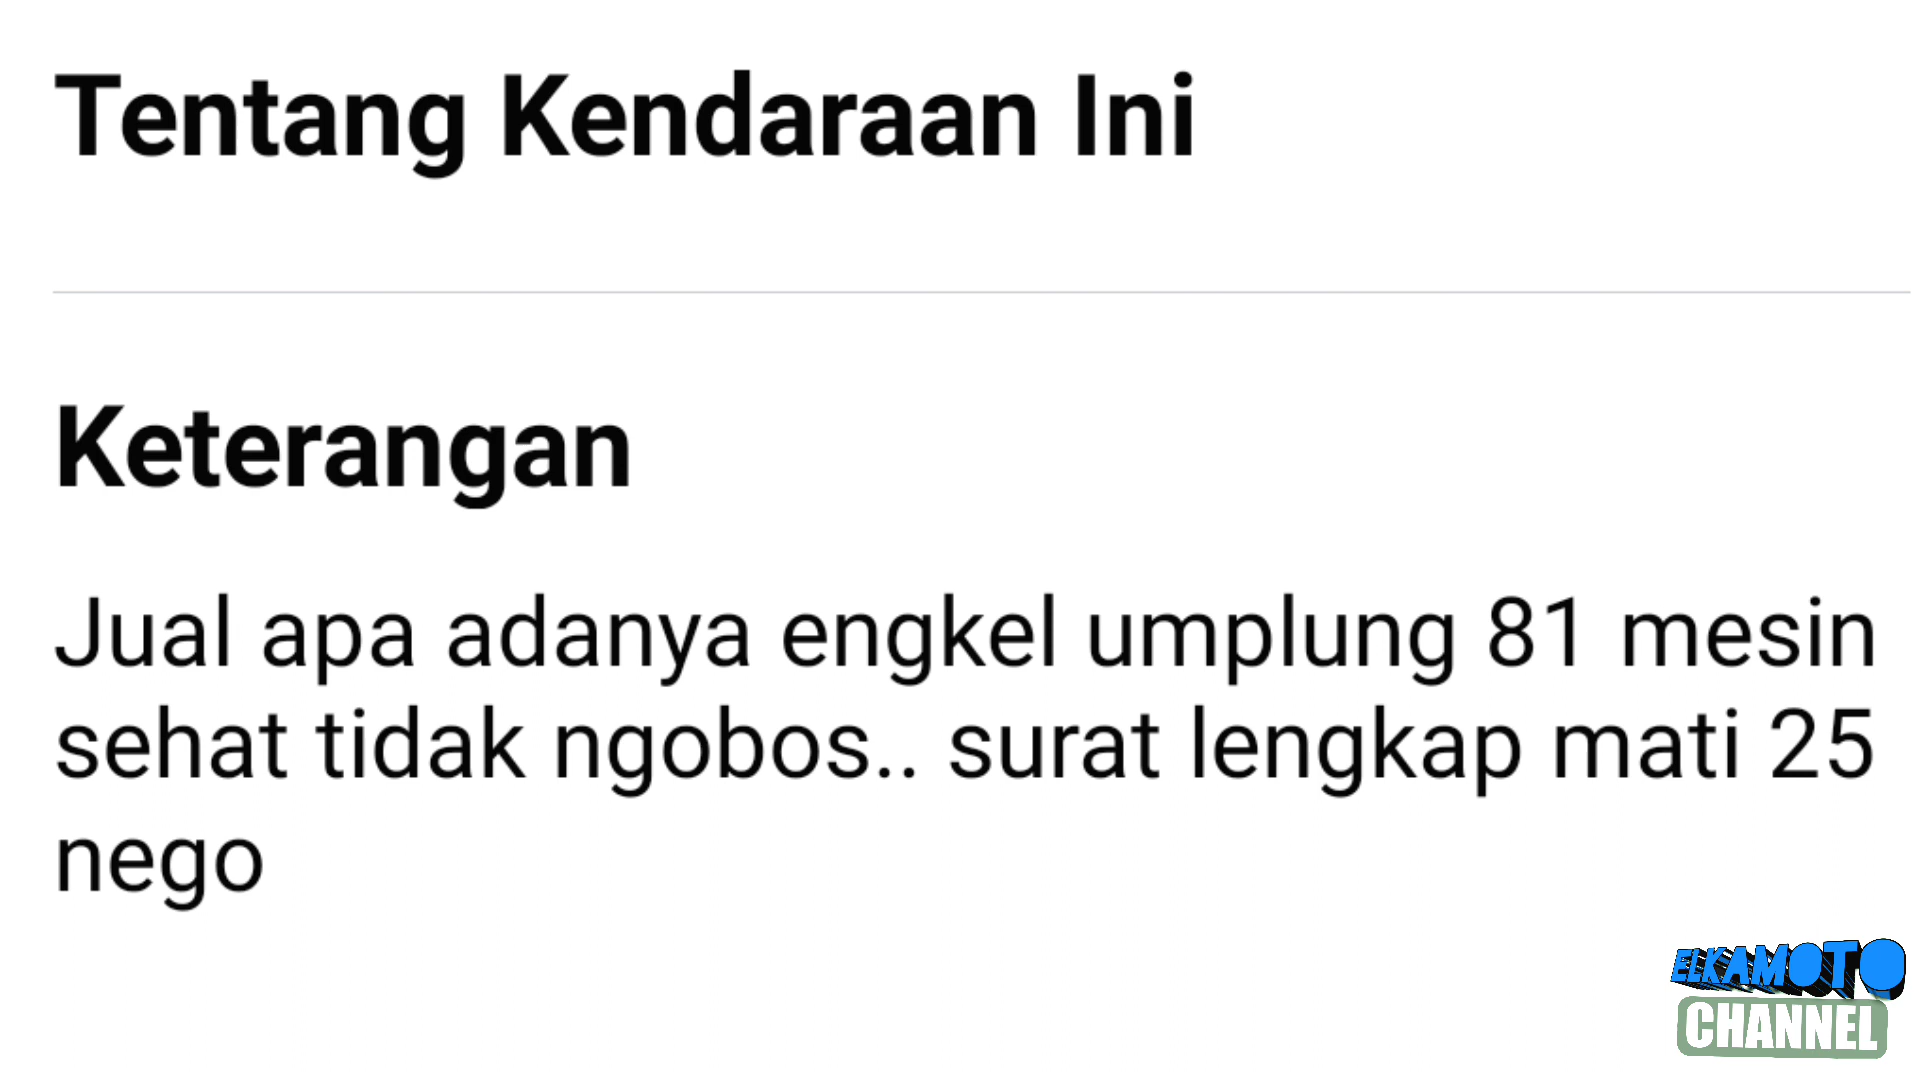 Tentang Kendaraan Ini
Keterangan
Jual apa adanya engkel umplung 81 mesin
sehat tidak ngobos.. surat lengkap mati 25
nego
ELKAMOTO
CHANNEL